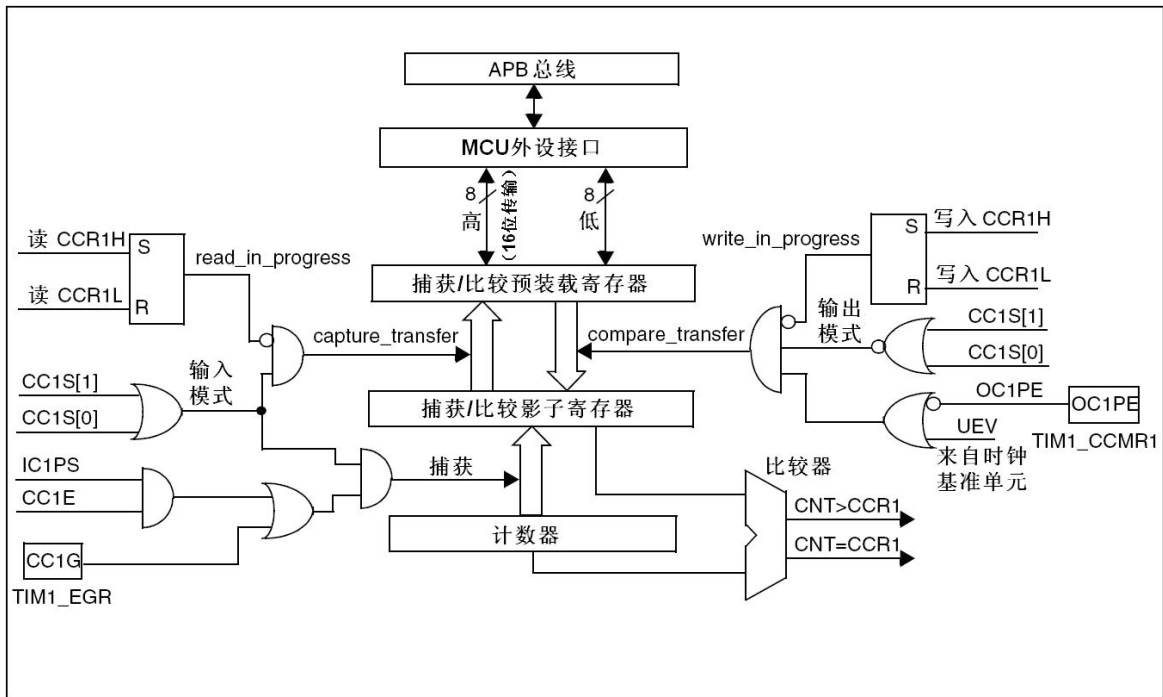 APB 总线
MCU外设接口
8
高
(16位传输)
8
低
读 CCR1H
S
read_in_progress
读 CCR1L
R
write_in_progress
S
写入 CCR1H
R
写入 CCR1L
捕获/比较预装载寄存器
capture_transfer
compare_transfer
输出
模式
CC1S[1]
CC1S[0]
CC1S[1]
输入
模式
CC1S[0]
捕获/比较影子寄存器
OC1PE
OC1PE
UEV
TIM1_CCMR1
来自时钟
基准单元
IC1PS
CC1E
捕获
比较器
CNT>CCR1
计数器
CNT=CCR1
CC1G
TIM1_EGR